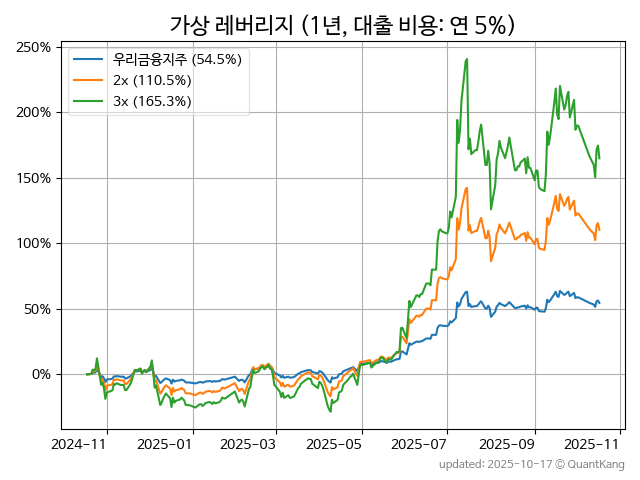 가상 레버리지 (1년, 대출 비용: 연 5%)
250%
200%
150%
100%
50%
0%
우리금융지주 (54.5%)
2x (110.5%)
3x (165.3%)
2024-11
2025-01
2025-03
2025-05
2025-07
2025-09
2025-11
updated: 2025-10-17 © QuantKang